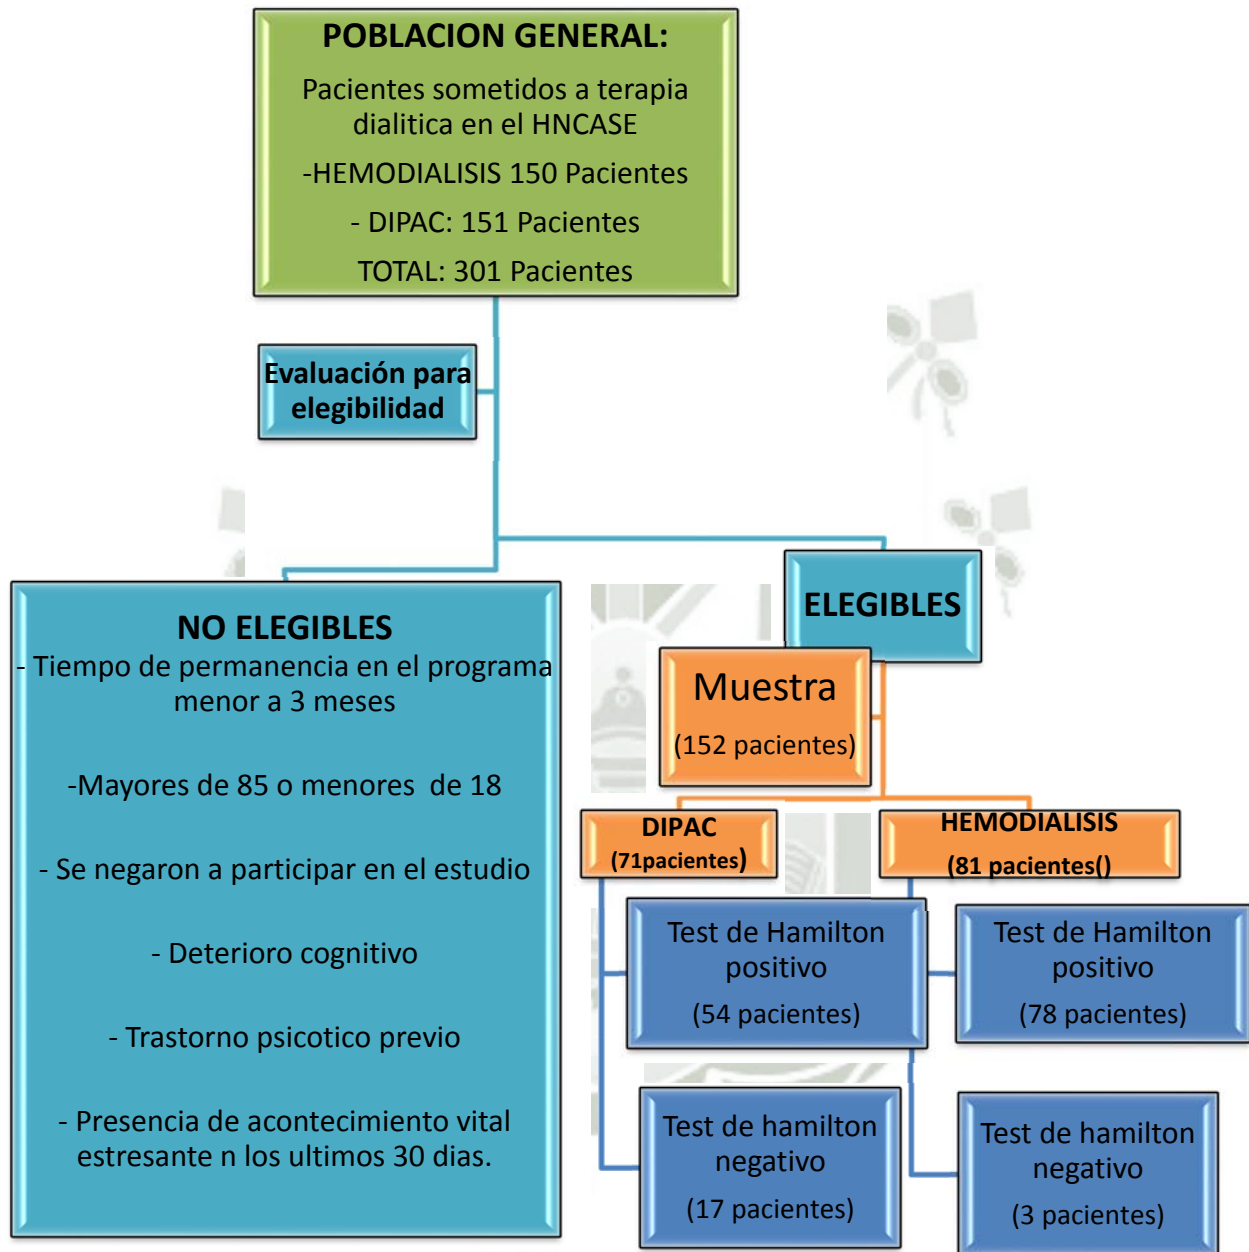 POBLACION GENERAL:
Pacientes sometidos a terapia
dialitica en el HNCASE
-HEMODIALISIS 150 Pacientes
- DIPAC: 151 Pacientes
TOTAL: 301 Pacientes
Evaluación para
elegibilidad
NO ELEGIBLES
- Tiempo de permanencia en el programa
menor a 3 meses
-Mayores de 85 o menores  de 18
- Se negaron a participar en el estudio
- Deterioro cognitivo
- Trastorno psicotico previo
- Presencia de acontecimiento vital
estresante n los ultimos 30 dias.
ELEGIBLES
Muestra
(152 pacientes)
DIPAC
(71pacientes)
HEMODIALISIS
(81 pacientes()
Test de Hamilton
positivo
(54 pacientes)
Test de Hamilton
positivo
(78 pacientes)
Test de hamilton
negativo
(17 pacientes)
Test de hamilton
negativo
(3 pacientes)